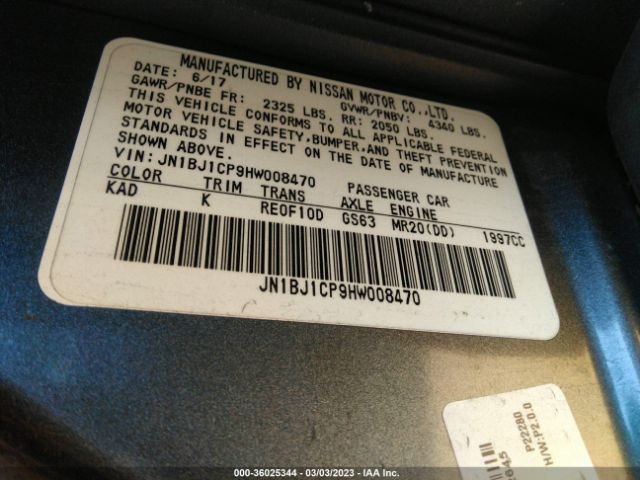 MANUFACTURED BY NISSAN MOTOR CO.,LTD.
DATE: 6/17 GVWR/PNBV: 4340 LBS.
GAWR/PNBE FR: 2325 LBS. RR: 2050 LBS.
THIS VEHICLE CONFORMS TO ALL APPLICABLE FEDERAL
MOTOR VEHICLE SAFETY,BUMPER,AND THEFT PREVENTION
STANDARDS IN EFFECT ON THE DATE OF MANUFACTURE
SHOWN ABOVE.
VIN:JN1BJ1CP9HW008470 PASSENGER CAR
COLOR TRIM TRANS AXLE ENGINE
KAD K RE0F10D GS63 MR20(DD) 1997CC
JN1BJ1CP9HW008470
P22280
H/W:P2.0.0
000-36025344 — 03/03/2023 — IAA Inc.